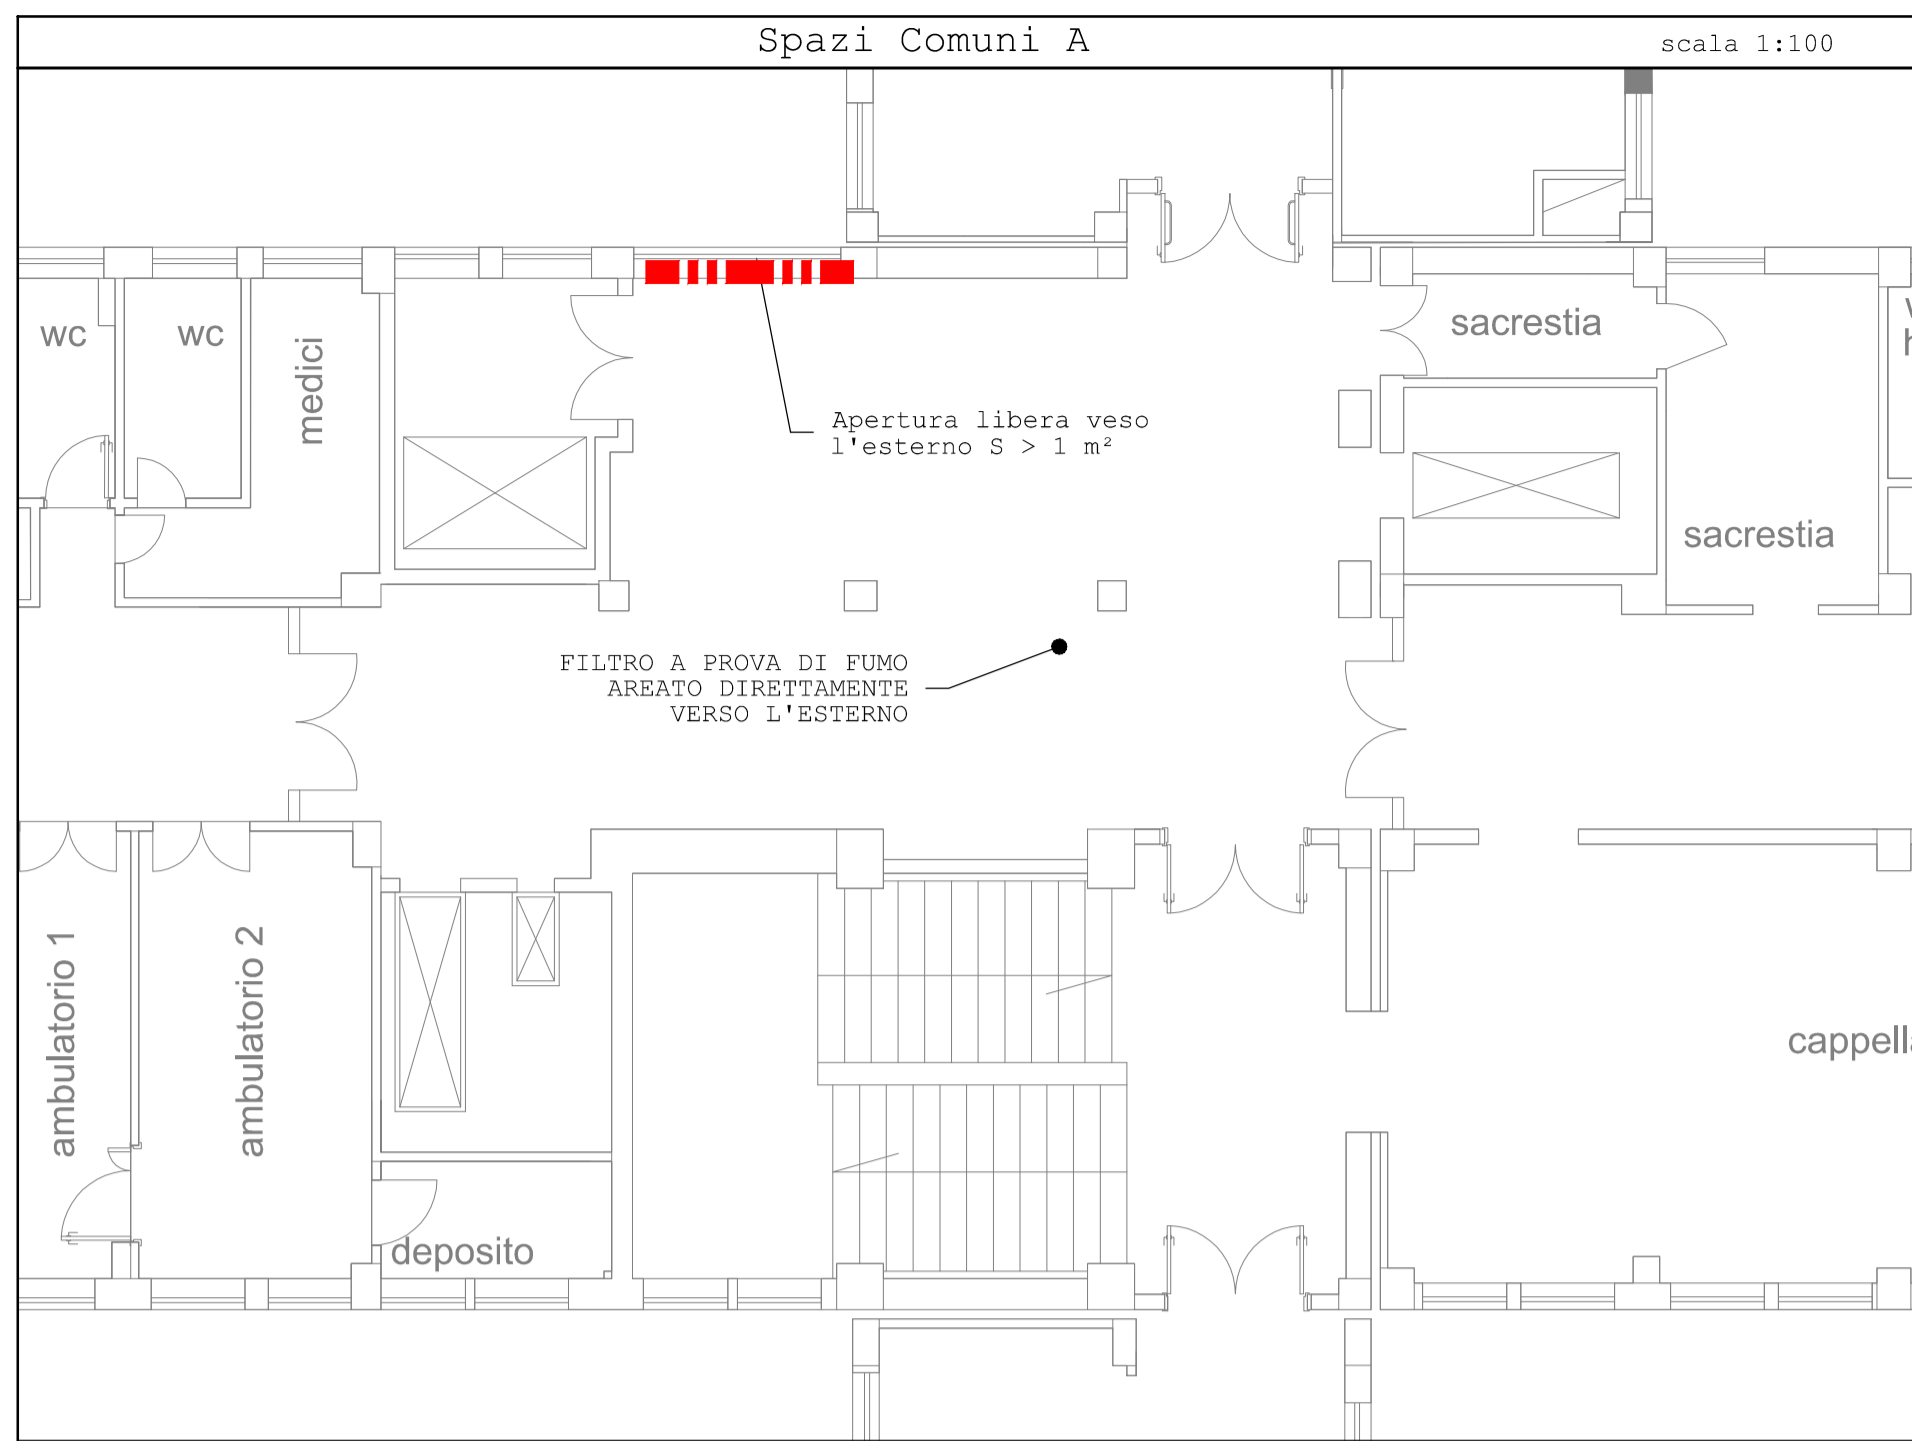 Spazi Comuni A
scala 1:100
wc
wc
medici
sacrestia
Apertura libera veso
l'esterno S > 1 m²
sacrestia
FILTRO A PROVA DI FUMO
AREATO DIRETTAMENTE
VERSO L'ESTERNO
ambulatorio 1
ambulatorio 2
cappella
deposito